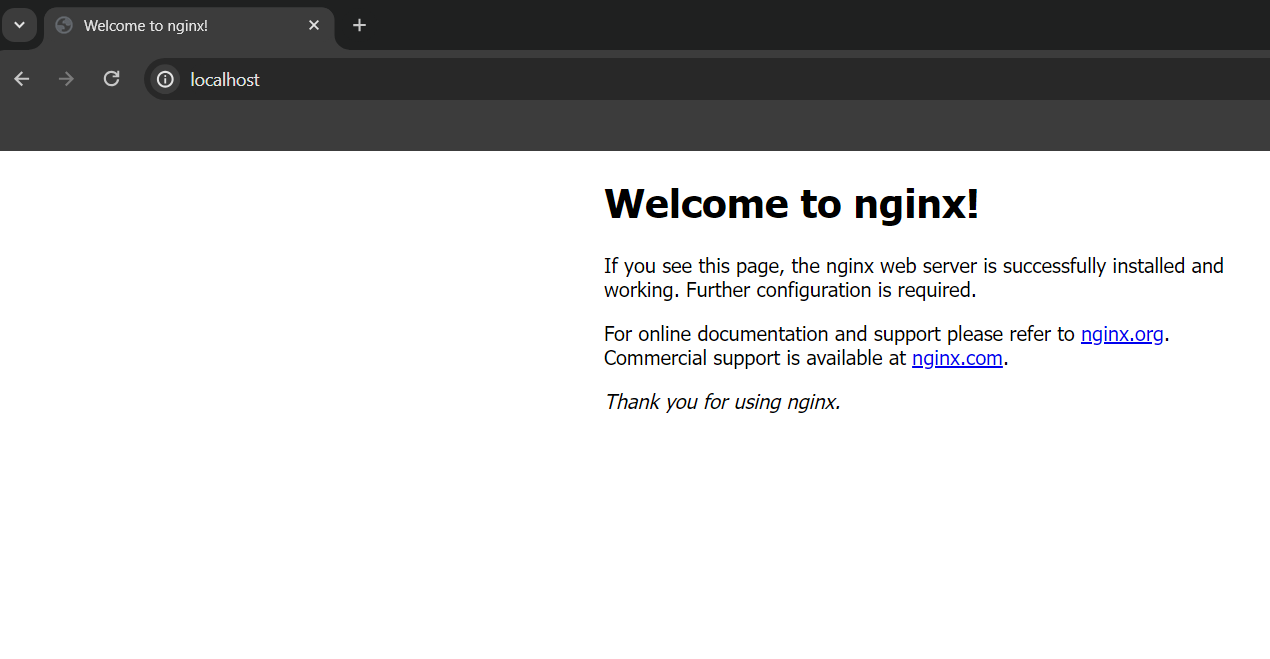 Welcome to nginx!
localhost
Welcome to nginx!
If you see this page, the nginx web server is successfully installed and
working. Further configuration is required.
For online documentation and support please refer to nginx.org.
Commercial support is available at nginx.com.
Thank you for using nginx.